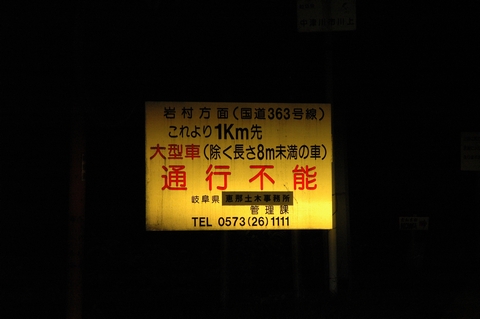 岩村方面(国道363号線)
これより1Km先
大型車(除く長さ8m未満の車)
通行不能
岐阜県 恵那土木事務所
管理課
TEL 0573(26)1111